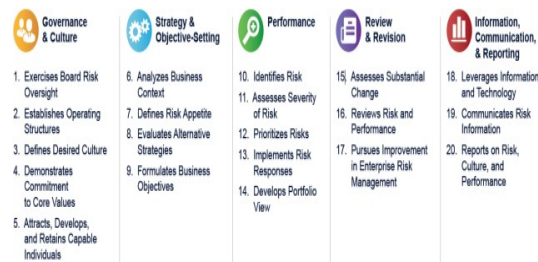 Governance
& Culture
1. Exercises Board Risk
Oversight
2. Establishes Operating
Structures
3. Defines Desired Culture
4. Demonstrates
Commitment
to Core Values
5. Attracts, Develops,
and Retains Capable
Individuals
Strategy &
Objective-Setting
6. Analyzes Business
Context
7. Defines Risk Appetite
8. Evaluates Alternative
Strategies
9. Formulates Business
Objectives
Performance
10. Identifies Risk
11. Assesses Severity
of Risk
12. Prioritizes Risks
13. Implements Risk
Responses
14. Develops Portfolio
View
Review
& Revision
15. Assesses Substantial
Change
16. Reviews Risk and
Performance
17. Pursues Improvement
in Enterprise Risk
Management
Information,
Communication,
& Reporting
18. Leverages Information
and Technology
19. Communicates Risk
Information
20. Reports on Risk,
Culture, and
Performance